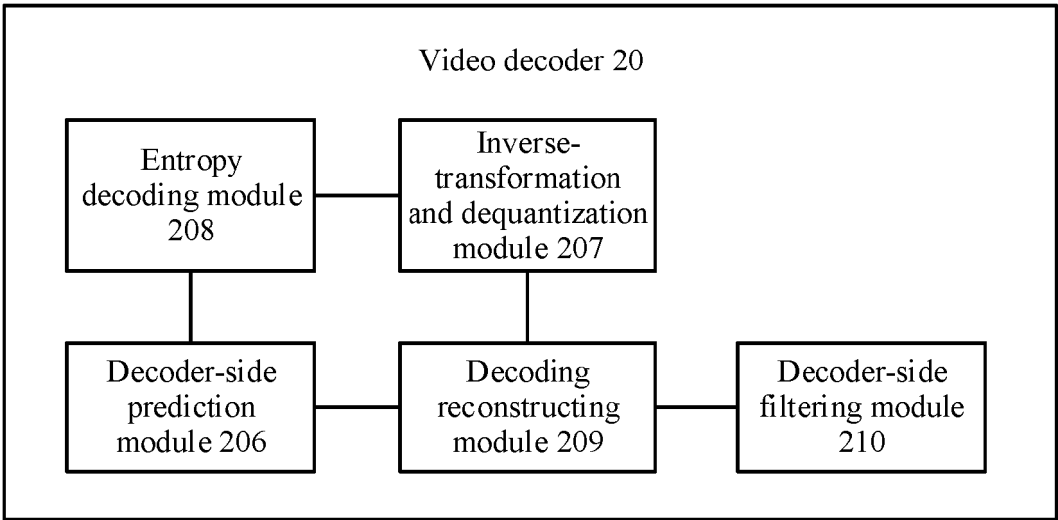 Video decoder 20
Entropy
decoding module
208
Inverse-
transformation
and dequantization
module 207
Decoder-side
prediction
module 206
Decoding
reconstructing
module 209
Decoder-side
filtering module
210